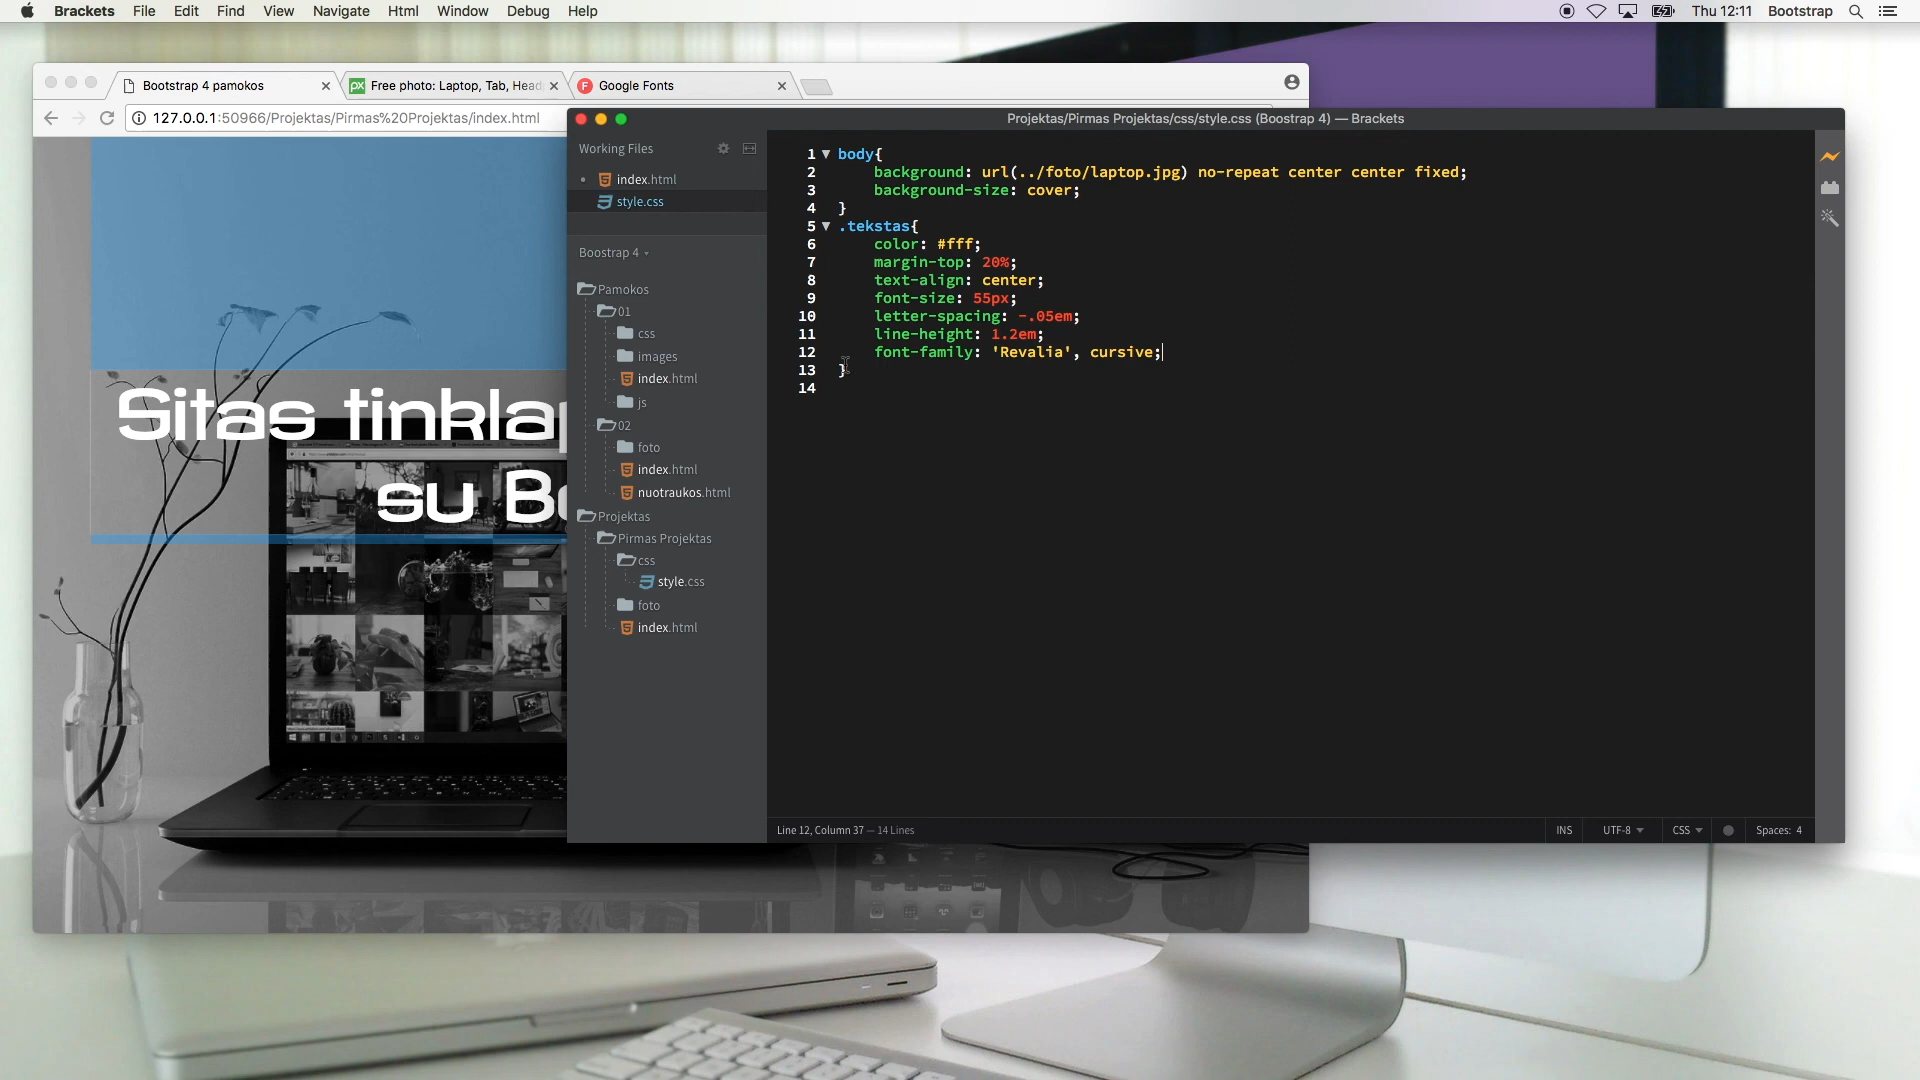 Brackets File Edit Find View Navigate Html Window Debug Help
Thu 12:11 Bootstrap
Bootstrap 4 pamokos
px Free photo: Laptop, Tab, Head
F Google Fonts
127.0.0.1:50966/Projektas/Pirmas%20Projektas/index.html
Sitas tinklap
su Bo
Projektas/Pirmas Projektas/css/style.css (Boostrap 4) — Brackets
Working Files
index.html
style.css
Boostrap 4
Pamokos
01
css
images
index.html
js
02
foto
index.html
nuotraukos.html
Projektas
Pirmas Projektas
css
style.css
foto
index.html
1 body{
2 background: url(../foto/laptop.jpg) no-repeat center center fixed;
3 background-size: cover;
4 }
5 .tekstas{
6 color: #fff;
7 margin-top: 20%;
8 text-align: center;
9 font-size: 55px;
10 letter-spacing: -.05em;
11 line-height: 1.2em;
12 font-family: 'Revalia', cursive;
13 }
14
Line 12, Column 37 — 14 Lines
INS UTF-8 CSS Spaces: 4